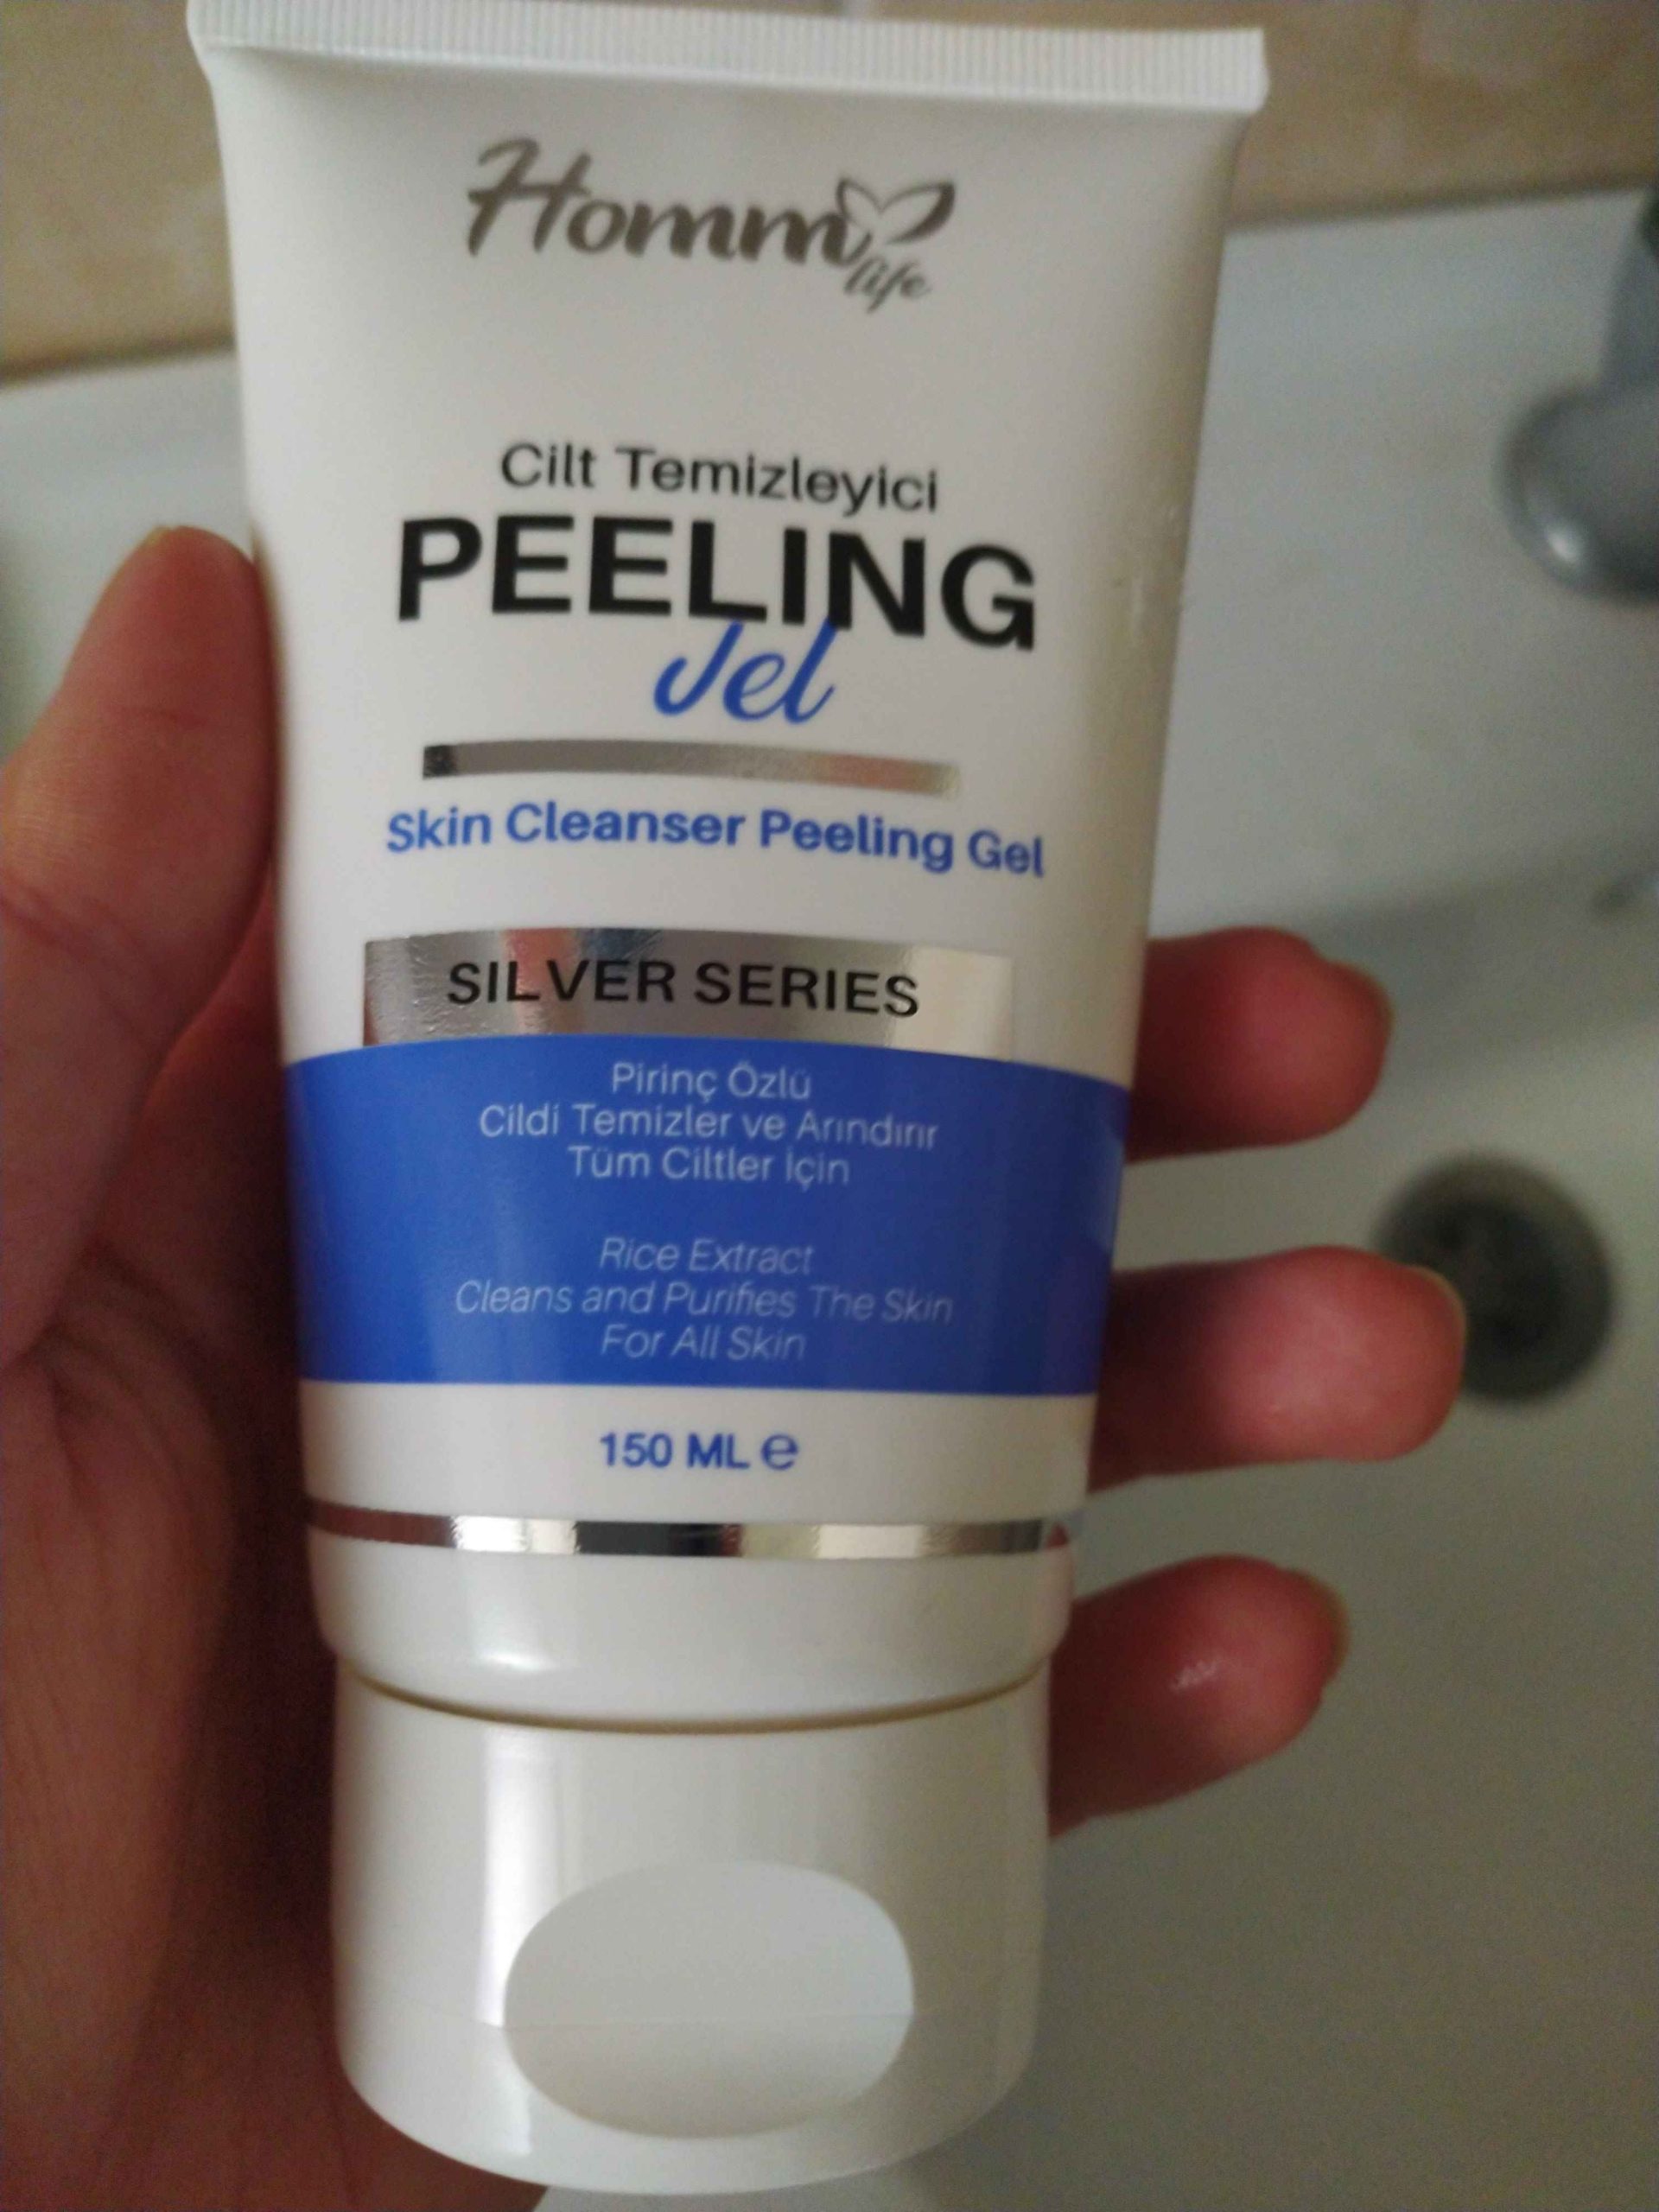 Homm life
Cilt Temizleyici
PEELING
Jel
Skin Cleanser Peeling Gel
SILVER SERIES
Pirinç Özlü
Cildi Temizler ve Arındırır
Tüm Ciltler İçin
Rice Extract
Cleans and Purifies The Skin
For All Skin
150 ML ℮